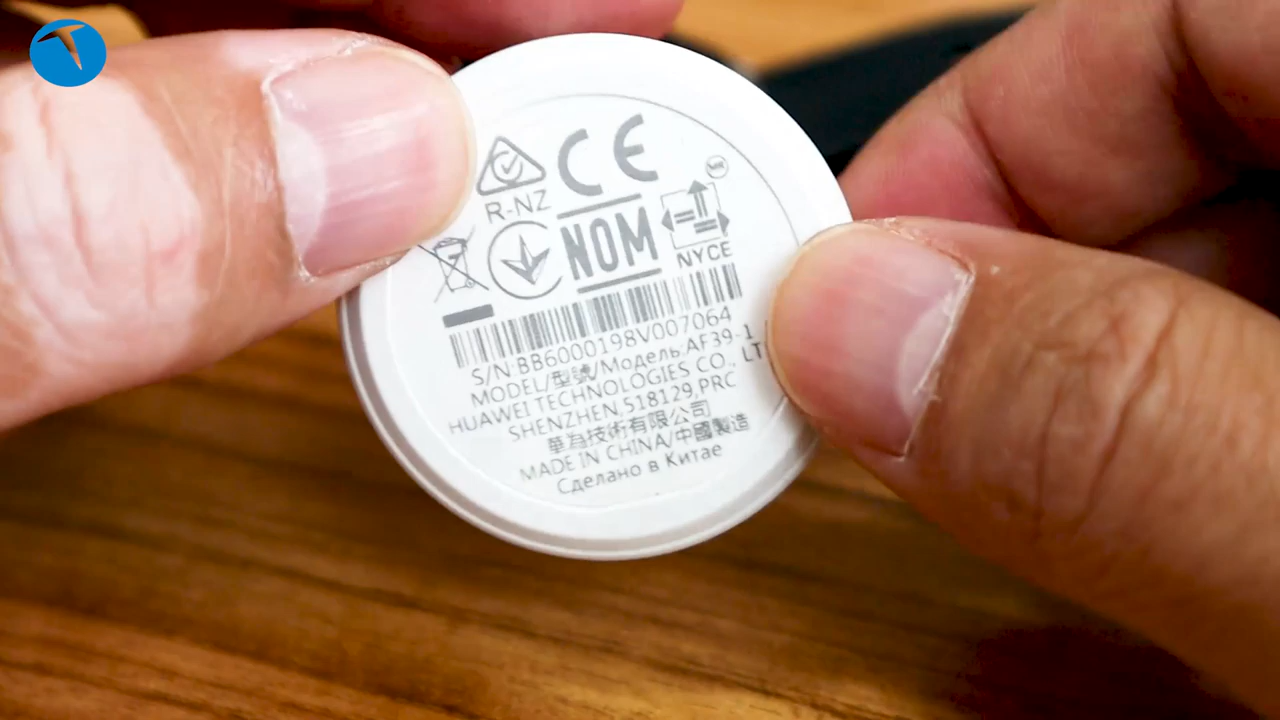 CE
R-NZ
NOM
NYCE
S/N:BB6000198V007064
MODEL/型號/Модель:AF39-1
HUAWEI TECHNOLOGIES CO., LT
SHENZHEN,518129,PRC
華為技術有限公司
MADE IN CHINA/中國製造
Сделано в Китае